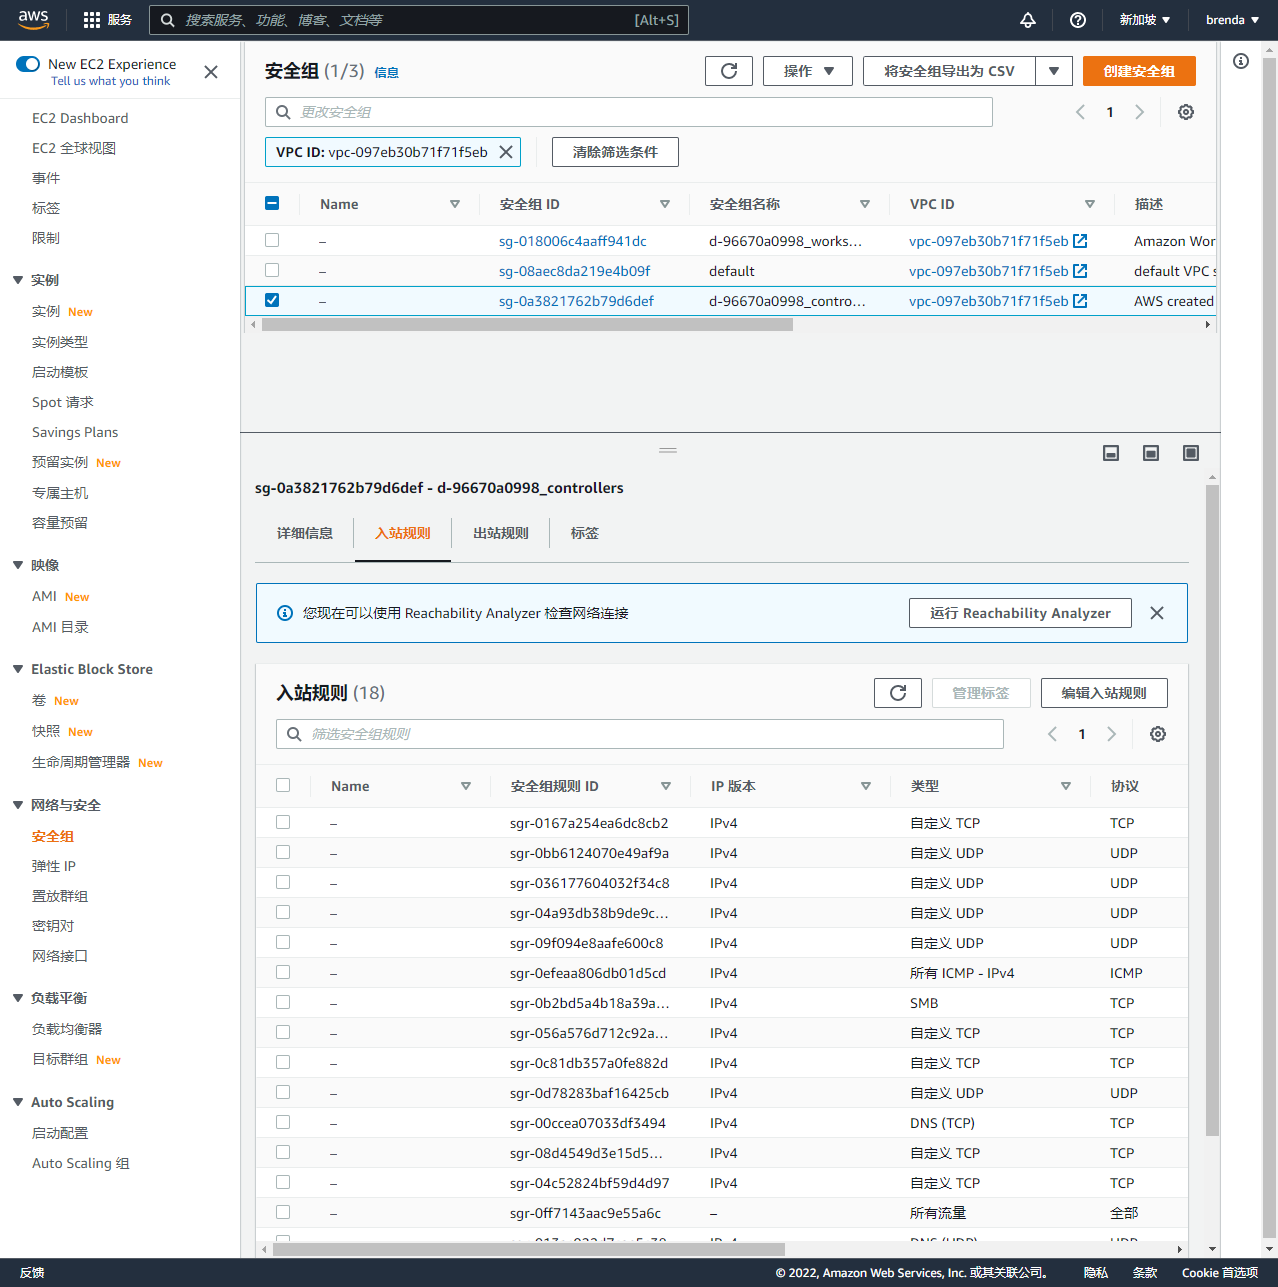 aws
服务
搜索服务、功能、博客、文档等
[Alt+S]
新加坡
brenda
New EC2 Experience
Tell us what you think
EC2 Dashboard
EC2 全球视图
事件
标签
限制
实例
实例 New
实例类型
启动模板
Spot 请求
Savings Plans
预留实例 New
专属主机
容量预留
映像
AMI New
AMI 目录
Elastic Block Store
卷 New
快照 New
生命周期管理器 New
网络与安全
安全组
弹性 IP
置放群组
密钥对
网络接口
负载平衡
负载均衡器
目标群组 New
Auto Scaling
启动配置
Auto Scaling 组
安全组 (1/3) 信息
操作
将安全组导出为 CSV
创建安全组
更改安全组
1
VPC ID: vpc-097eb30b71f71f5eb
清除筛选条件
Name 安全组 ID 安全组名称 VPC ID 描述
– sg-018006c4aaff941dc d-96670a0998_works... vpc-097eb30b71f71f5eb Amazon Wor
– sg-08aec8da219e4b09f default vpc-097eb30b71f71f5eb default VPC s
– sg-0a3821762b79d6def d-96670a0998_contro... vpc-097eb30b71f71f5eb AWS created
sg-0a3821762b79d6def - d-96670a0998_controllers
详细信息 入站规则 出站规则 标签
您现在可以使用 Reachability Analyzer 检查网络连接
运行 Reachability Analyzer
入站规则 (18)
管理标签
编辑入站规则
筛选安全组规则
1
Name 安全组规则 ID IP 版本 类型 协议
– sgr-0167a254ea6dc8cb2 IPv4 自定义 TCP TCP
– sgr-0bb6124070e49af9a IPv4 自定义 UDP UDP
– sgr-036177604032f34c8 IPv4 自定义 UDP UDP
– sgr-04a93db38b9de9c... IPv4 自定义 UDP UDP
– sgr-09f094e8aafe600c8 IPv4 自定义 UDP UDP
– sgr-0efeaa806db01d5cd IPv4 所有 ICMP - IPv4 ICMP
– sgr-0b2bd5a4b18a39a... IPv4 SMB TCP
– sgr-056a576d712c92a... IPv4 自定义 TCP TCP
– sgr-0c81db357a0fe882d IPv4 自定义 TCP TCP
– sgr-0d78283baf16425cb IPv4 自定义 UDP UDP
– sgr-00ccea07033df3494 IPv4 DNS (TCP) TCP
– sgr-08d4549d3e15d5... IPv4 自定义 TCP TCP
– sgr-04c52824bf59d4d97 IPv4 自定义 TCP TCP
– sgr-0ff7143aac9e55a6c – 所有流量 全部
IPv4 DNS (UDP) UDP
反馈
© 2022, Amazon Web Services, Inc. 或其关联公司。
隐私
条款
Cookie 首选项